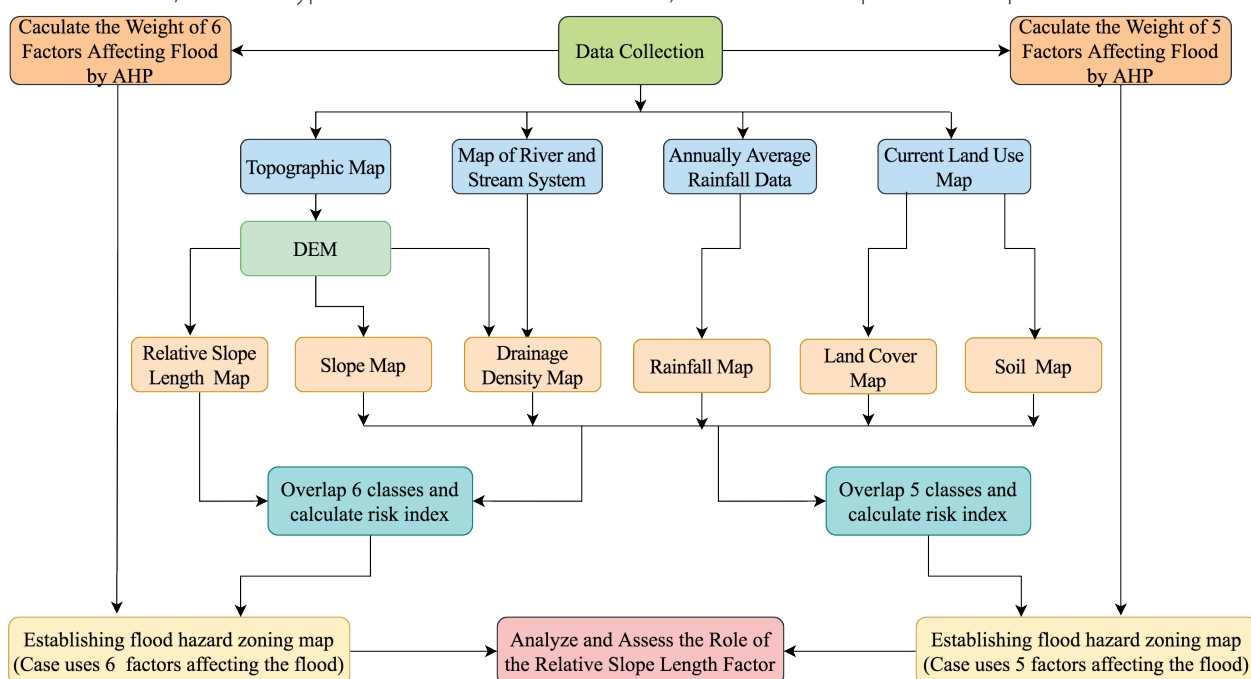 Caculate the Weight of 6
Factors Affecting Flood
by AHP
Data Collection
Caculate the Weight of 5
Factors Affecting Flood
by AHP
Topographic Map
Map of River and
Stream System
Annually Average
Rainfall Data
Current Land Use
Map
DEM
Relative Slope
Length Map
Slope Map
Drainage
Density Map
Rainfall Map
Land Cover
Map
Soil Map
Overlap 6 classes and
calculate risk index
Overlap 5 classes and
calculate risk index
Establishing flood hazard zoning map
(Case uses 6 factors affecting the flood)
Analyze and Assess the Role of
the Relative Slope Length Factor
Establishing flood hazard zoning map
(Case uses 5 factors affecting the flood)